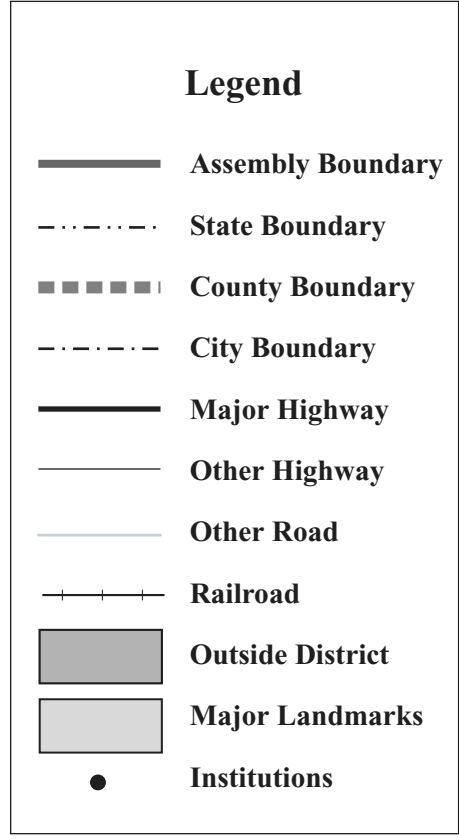 Legend
Assembly Boundary
State Boundary
County Boundary
City Boundary
Major Highway
Other Highway
Other Road
Railroad
Outside District
Major Landmarks
Institutions